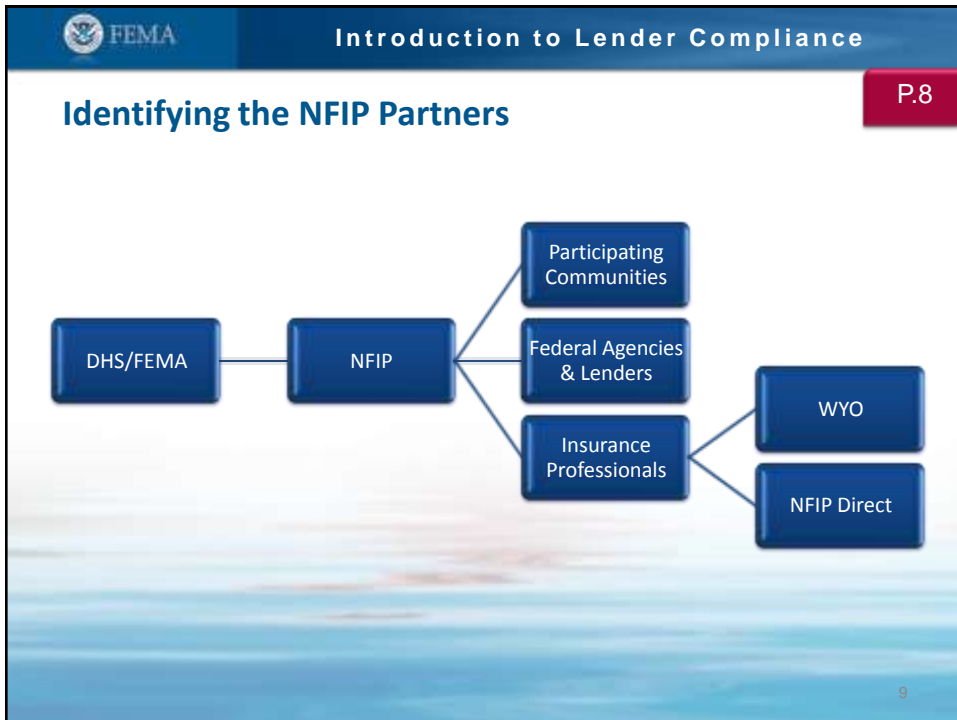 FEMA
Introduction to Lender Compliance
P.8
Identifying the NFIP Partners
Participating
Communities
DHS/FEMA
NFIP
Federal Agencies
& Lenders
Insurance
Professionals
WYO
NFIP Direct
9